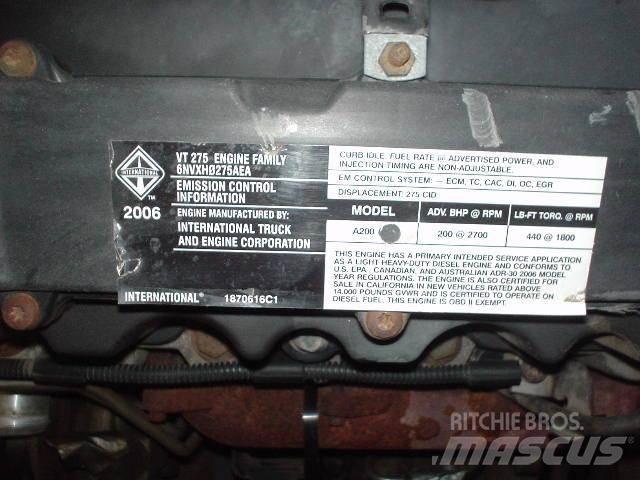 INTERNATIONAL
2006
VT 275 ENGINE FAMILY
6NVXH0275AEA
EMISSION CONTROL
INFORMATION
ENGINE MANUFACTURED BY:
INTERNATIONAL TRUCK
AND ENGINE CORPORATION
INTERNATIONAL® 1870616C1
CURB IDLE, FUEL RATE @ ADVERTISED POWER, AND
INJECTION TIMING ARE NON-ADJUSTABLE.
EM CONTROL SYSTEM: — ECM, TC, CAC, DI, OC, EGR
DISPLACEMENT: 275 CID
MODEL ADV. BHP @ RPM LB-FT TORQ. @ RPM
A200 200 @ 2700 440 @ 1800
THIS ENGINE HAS A PRIMARY INTENDED SERVICE APPLICATION
AS A LIGHT HEAVY-DUTY DIESEL ENGINE AND CONFORMS TO
U.S. EPA, CANADIAN, AND AUSTRALIAN ADR-30 2006 MODEL
YEAR REGULATIONS. THE ENGINE IS ALSO CERTIFIED FOR
SALE IN CALIFORNIA IN NEW VEHICLES RATED ABOVE
14,000 POUNDS GVWR AND IS CERTIFIED TO OPERATE ON
DIESEL FUEL. THIS ENGINE IS OBD II EXEMPT.
RITCHIE BROS.
MASCUS